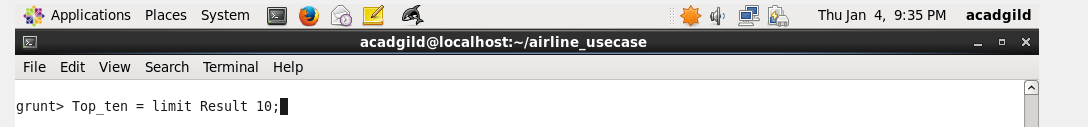 Applications Places System Thu Jan 4, 9:35 PM acadgild
acadgild@localhost:~/airline_usecase
File Edit View Search Terminal Help
grunt> Top_ten = limit Result 10;